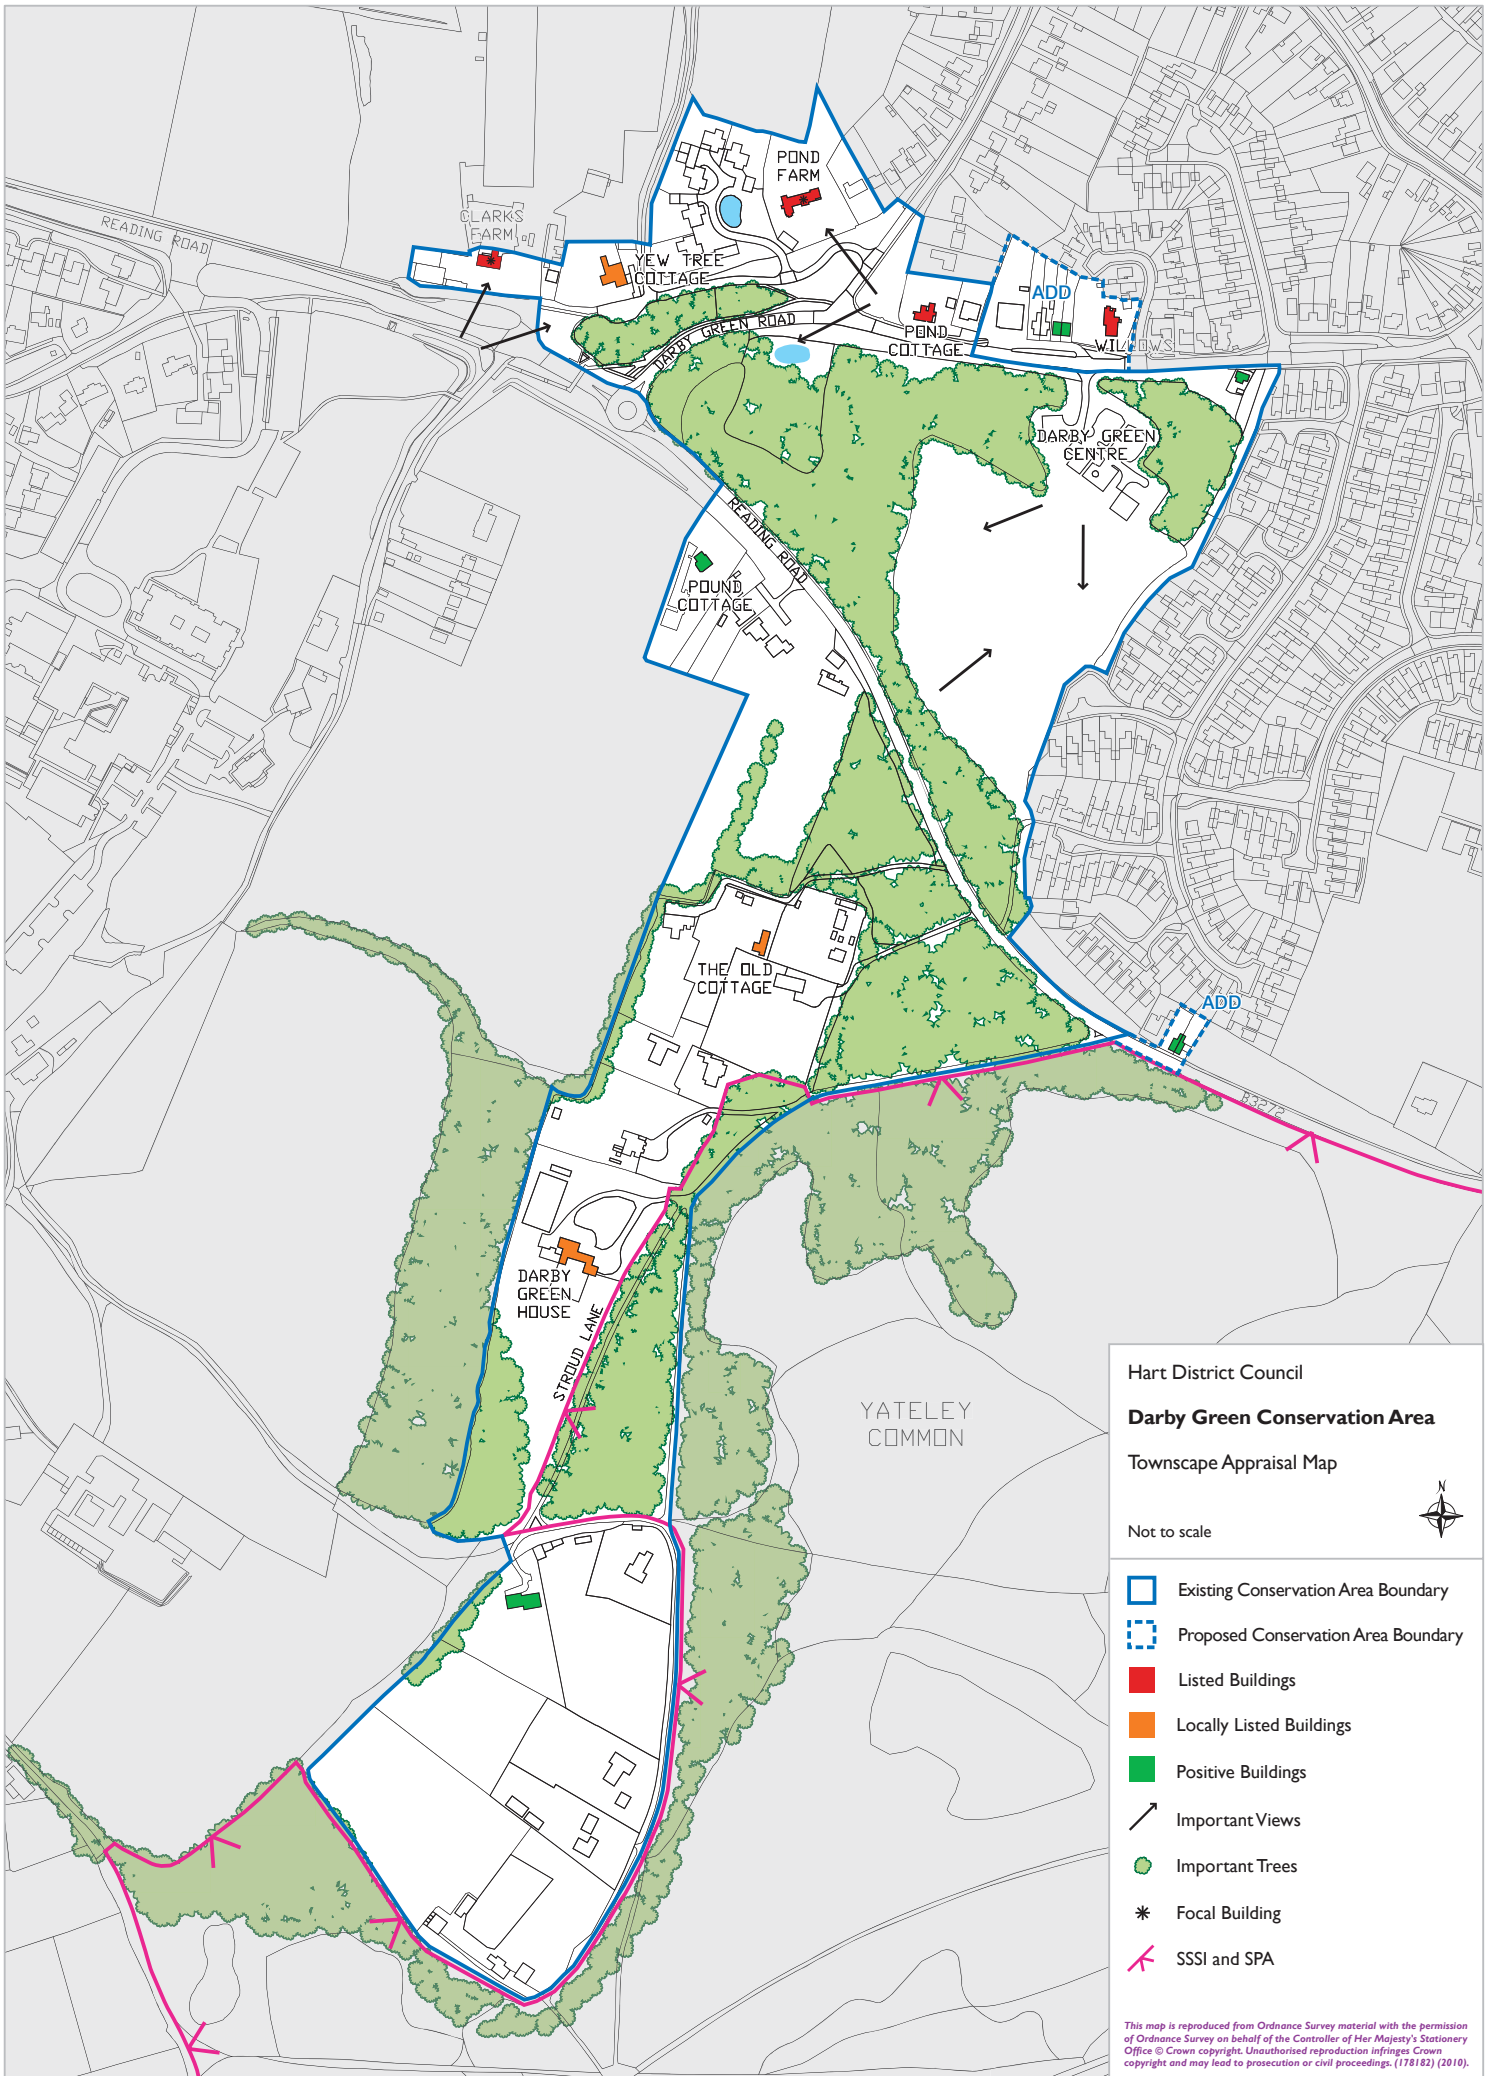 POND
FARM
CLARKS
FARM
READING ROAD
YEW TREE
COTTAGE
ADD
DARBY GREEN ROAD
POND
COTTAGE
WILLOWS
DARBY GREEN
CENTRE
READING ROAD
POUND
COTTAGE
THE OLD
COTTAGE
ADD
B3272
DARBY
GREEN
HOUSE
STROUD LANE
YATELEY
COMMON
Hart District Council
Darby Green Conservation Area
Townscape Appraisal Map
N
Not to scale
Existing Conservation Area Boundary
Proposed Conservation Area Boundary
Listed Buildings
Locally Listed Buildings
Positive Buildings
Important Views
Important Trees
Focal Building
SSSI and SPA
This map is reproduced from Ordnance Survey material with the permission
of Ordnance Survey on behalf of the Controller of Her Majesty's Stationery
Office © Crown copyright. Unauthorised reproduction infringes Crown
copyright and may lead to prosecution or civil proceedings. (178182) (2010).